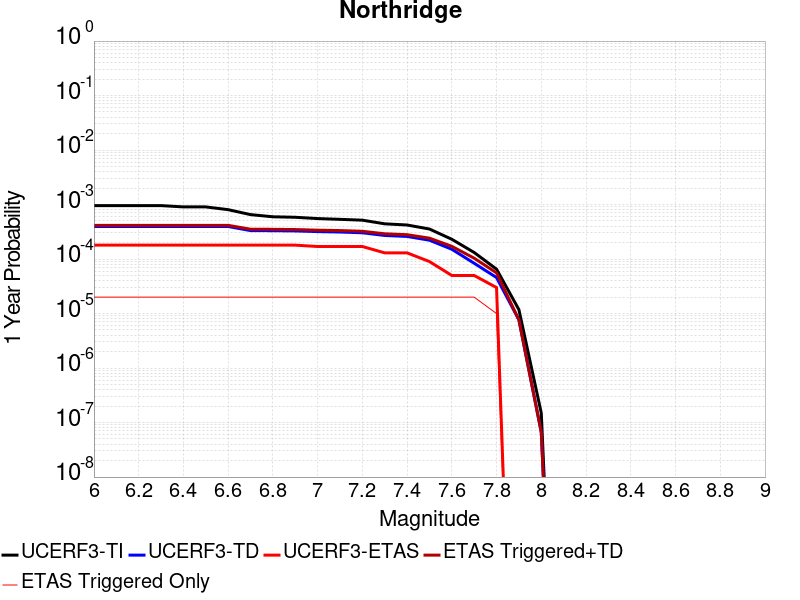 Northridge
10^0
10^-1
10^-2
10^-3
10^-4
10^-5
10^-6
10^-7
10^-8
1 Year Probability
6 6.2 6.4 6.6 6.8 7 7.2 7.4 7.6 7.8 8 8.2 8.4 8.6 8.8 9
Magnitude
UCERF3-TI UCERF3-TD UCERF3-ETAS ETAS Triggered+TD
ETAS Triggered Only